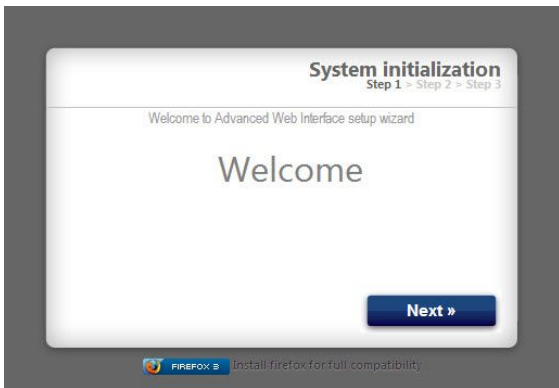 System initialization
Step 1 > Step 2 > Step 3
Welcome to Advanced Web Interface setup wizard
Welcome
Next »
FIREFOX 3 Install firefox for full compatibility